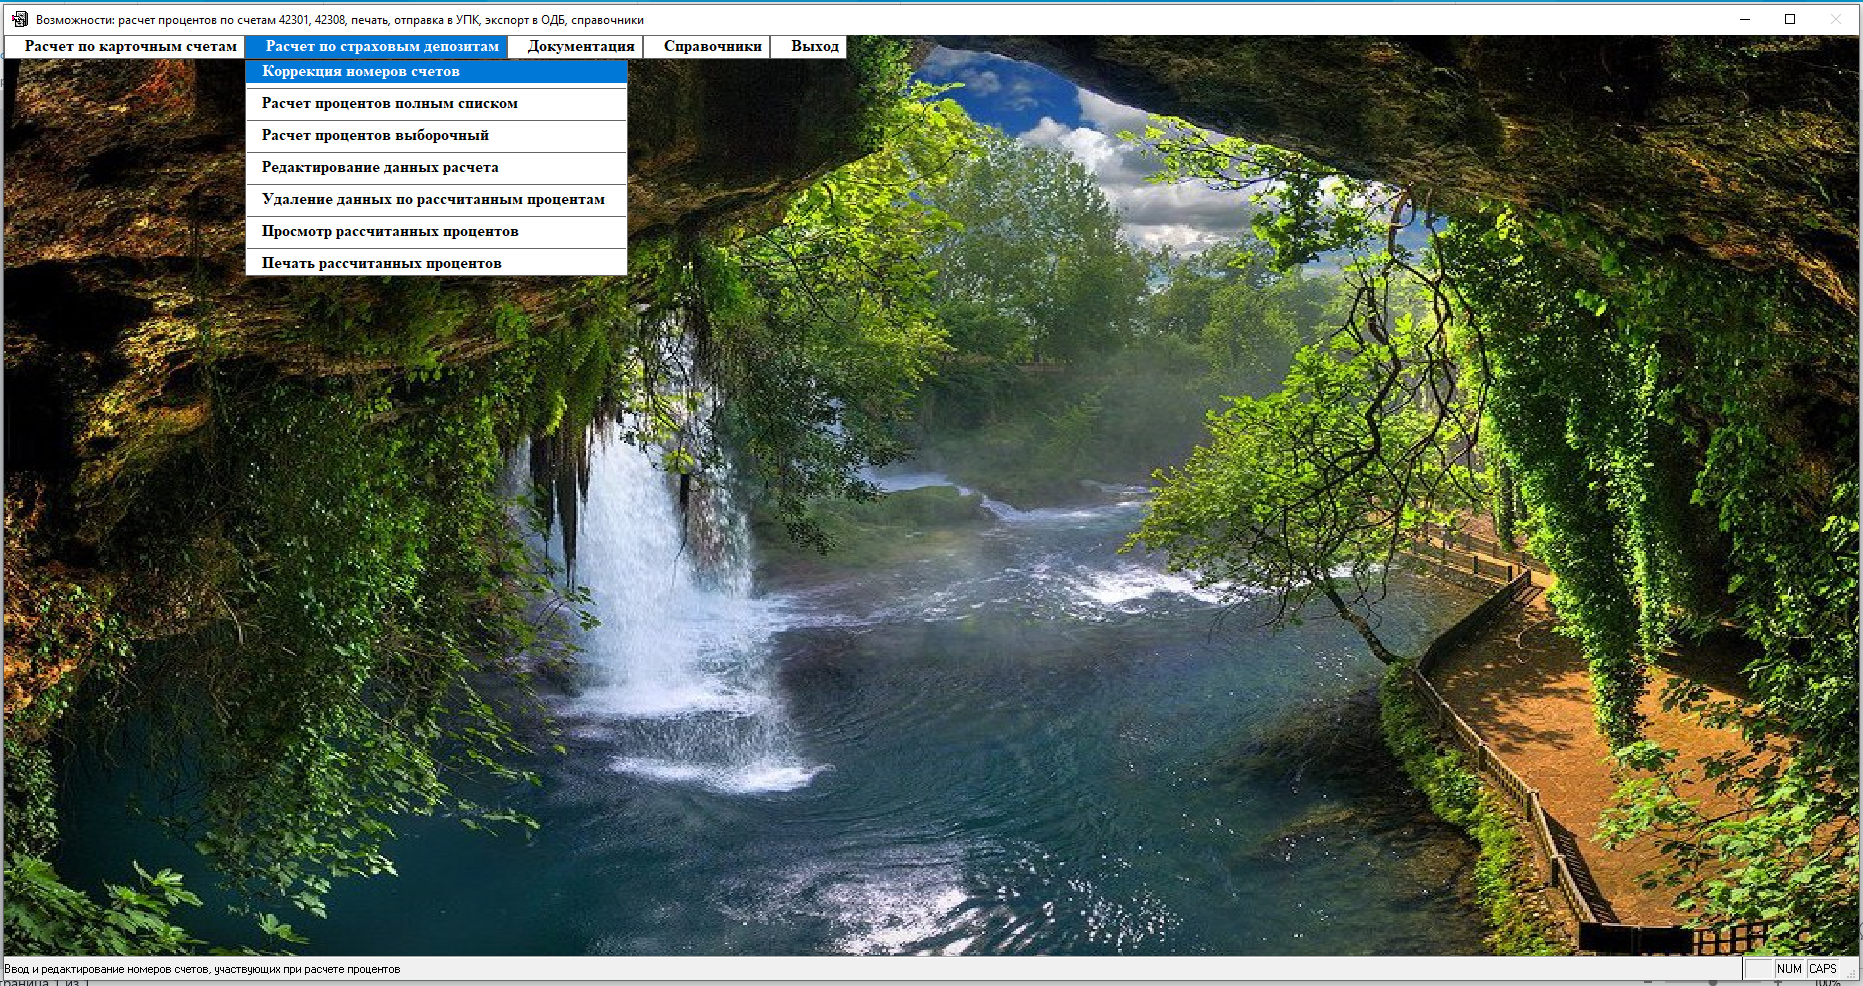 Возможности: расчет процентов по счетам 42301, 42308, печать, отправка в УПК, экспорт в ОДБ, справочники
Расчет по карточным счетам Расчет по страховым депозитам Документация Справочники Выход
Коррекция номеров счетов
Расчет процентов полным списком
Расчет процентов выборочный
Редактирование данных расчета
Удаление данных по рассчитанным процентам
Просмотр рассчитанных процентов
Печать рассчитанных процентов
Ввод и редактирование номеров счетов, участвующих при расчете процентов
NUM CAPS